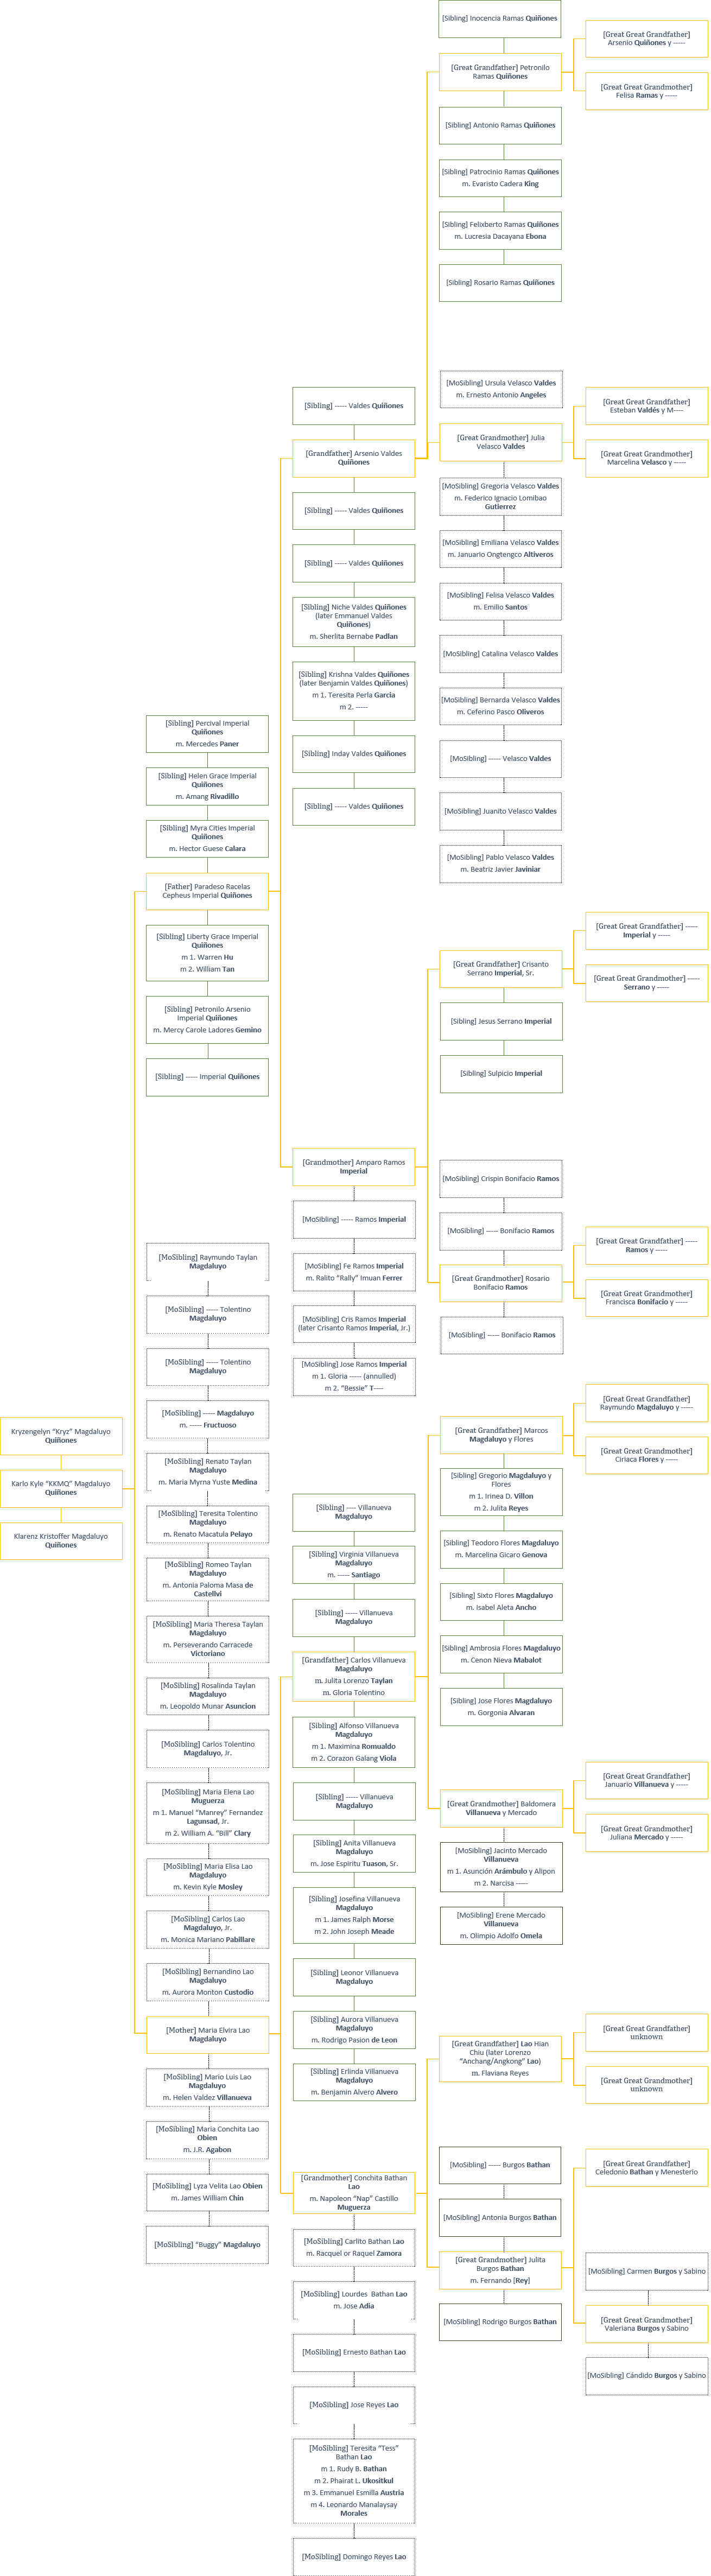 Kryzengelyn “Kryz” Magdaluyo
Quiñones
Karlo Kyle “KKMQ” Magdaluyo
Quiñones
Klarenz Kristoffer Magdaluyo
Quiñones
[Sibling] Percival Imperial
Quiñones
m. Mercedes Paner
[Sibling] Helen Grace Imperial
Quiñones
m. Amang Rivadillo
[Sibling] Myra Cities Imperial
Quiñones
m. Hector Guese Calara
[Father] Paradeso Racelas
Cepheus Imperial Quiñones
[Sibling] Liberty Grace Imperial
Quiñones
m 1. Warren Hu
m 2. William Tan
[Sibling] Petronilo Arsenio
Imperial Quiñones
m. Mercy Carole Ladores Gemino
[Sibling] ----- Imperial Quiñones
[MoSibling] Raymundo Taylan
Magdaluyo
[MoSibling] ----- Tolentino
Magdaluyo
[MoSibling] ----- Tolentino
Magdaluyo
[MoSibling] ----- Magdaluyo
m. ----- Fructuoso
[MoSibling] Renato Taylan
Magdaluyo
m. Maria Myrna Yuste Medina
[MoSibling] Teresita Tolentino
Magdaluyo
m. Renato Macatula Pelayo
[MoSibling] Romeo Taylan
Magdaluyo
m. Antonia Paloma Masa de
Castellvi
[MoSibling] Maria Theresa Taylan
Magdaluyo
m. Perseverando Carracede
Victoriano
[MoSibling] Rosalinda Taylan
Magdaluyo
m. Leopoldo Munar Asuncion
[MoSibling] Carlos Tolentino
Magdaluyo, Jr.
[MoSibling] Maria Elena Lao
Muguerza
m 1. Manuel “Manrey” Fernandez
Lagunsad, Jr.
m 2. William A. “Bill” Clary
[MoSibling] Maria Elisa Lao
Magdaluyo
m. Kevin Kyle Mosley
[MoSibling] Carlos Lao
Magdaluyo, Jr.
m. Monica Mariano Pabillare
[MoSibling] Bernandino Lao
Magdaluyo
m. Aurora Monton Custodio
[Mother] Maria Elvira Lao
Magdaluyo
[MoSibling] Mario Luis Lao
Magdaluyo
m. Helen Valdez Villanueva
[MoSibling] Maria Conchita Lao
Obien
m. J.R. Agabon
[MoSibling] Lyza Velita Lao Obien
m. James William Chin
[MoSibling] “Buggy” Magdaluyo
[Sibling] ----- Valdes Quiñones
[Grandfather] Arsenio Valdes
Quiñones
[Sibling] ----- Valdes Quiñones
[Sibling] ----- Valdes Quiñones
[Sibling] Niche Valdes Quiñones
(later Emmanuel Valdes
Quiñones)
m. Sherlita Bernabe Padlan
[Sibling] Krishna Valdes Quiñones
(later Benjamin Valdes Quiñones)
m 1. Teresita Perla Garcia
m 2. -----
[Sibling] Inday Valdes Quiñones
[Sibling] ----- Valdes Quiñones
[Grandmother] Amparo Ramos
Imperial
[MoSibling] ----- Ramos Imperial
[MoSibling] Fe Ramos Imperial
m. Ralito “Rally” Imuan Ferrer
[MoSibling] Cris Ramos Imperial
(later Crisanto Ramos Imperial, Jr.)
[MoSibling] Jose Ramos Imperial
m 1. Gloria ----- (annulled)
m 2. “Bessie” T----
[Sibling] ---- Villanueva
Magdaluyo
[Sibling] Virginia Villanueva
Magdaluyo
m. ----- Santiago
[Sibling] ----- Villanueva
Magdaluyo
[Grandfather] Carlos Villanueva
Magdaluyo
m. Julita Lorenzo Taylan
m. Gloria Tolentino
[Sibling] Alfonso Villanueva
Magdaluyo
m 1. Maximina Romualdo
m 2. Corazon Galang Viola
[Sibling] ----- Villanueva
Magdaluyo
[Sibling] Anita Villanueva
Magdaluyo
m. Jose Espiritu Tuason, Sr.
[Sibling] Josefina Villanueva
Magdaluyo
m 1. James Ralph Morse
m 2. John Joseph Meade
[Sibling] Leonor Villanueva
Magdaluyo
[Sibling] Aurora Villanueva
Magdaluyo
m. Rodrigo Pasion de Leon
[Sibling] Erlinda Villanueva
Magdaluyo
m. Benjamin Alvero Alvero
[Grandmother] Conchita Bathan
Lao
m. Napoleon “Nap” Castillo
Muguerza
[MoSibling] Carlito Bathan Lao
m. Racquel or Raquel Zamora
[MoSibling] Lourdes Bathan Lao
m. Jose Adia
[MoSibling] Ernesto Bathan Lao
[MoSibling] Jose Reyes Lao
[MoSibling] Teresita “Tess”
Bathan Lao
m 1. Rudy B. Bathan
m 2. Phairat L. Ukositkul
m 3. Emmanuel Esmilla Austria
m 4. Leonardo Manalaysay
Morales
[MoSibling] Domingo Reyes Lao
[Sibling] Inocencia Ramas Quiñones
[Great Grandfather] Petronilo
Ramas Quiñones
[Sibling] Antonio Ramas Quiñones
[Sibling] Patrocinio Ramas Quiñones
m. Evaristo Cadera King
[Sibling] Felixberto Ramas Quiñones
m. Lucresia Dacayana Ebona
[Sibling] Rosario Ramas Quiñones
[MoSibling] Ursula Velasco Valdes
m. Ernesto Antonio Angeles
[Great Grandmother] Julia
Velasco Valdes
[MoSibling] Gregoria Velasco Valdes
m. Federico Ignacio Lomibao
Gutierrez
[MoSibling] Emiliana Velasco Valdes
m. Januario Ongtengco Altiveros
[MoSibling] Felisa Velasco Valdes
m. Emilio Santos
[MoSibling] Catalina Velasco Valdes
[MoSibling] Bernarda Velasco Valdes
m. Ceferino Pasco Oliveros
[MoSibling] ----- Velasco Valdes
[MoSibling] Juanito Velasco Valdes
[MoSibling] Pablo Velasco Valdes
m. Beatriz Javier Javiniar
[Great Grandfather] Crisanto
Serrano Imperial, Sr.
[Sibling] Jesus Serrano Imperial
[Sibling] Sulpicio Imperial
[MoSibling] Crispin Bonifacio Ramos
[MoSibling] ----- Bonifacio Ramos
[Great Grandmother] Rosario
Bonifacio Ramos
[MoSibling] ----- Bonifacio Ramos
[Great Grandfather] Marcos
Magdaluyo y Flores
[Sibling] Gregorio Magdaluyo y
Flores
m 1. Irinea D. Villon
m 2. Julita Reyes
[Sibling] Teodoro Flores Magdaluyo
m. Marcelina Gicaro Genova
[Sibling] Sixto Flores Magdaluyo
m. Isabel Aleta Ancho
[Sibling] Ambrosia Flores Magdaluyo
m. Cenon Nieva Mabalot
[Sibling] Jose Flores Magdaluyo
m. Gorgonia Alvaran
[Great Grandmother] Baldomera
Villanueva y Mercado
[MoSibling] Jacinto Mercado
Villanueva
m 1. Asunción Arámbulo y Alipon
m 2. Narcisa -----
[MoSibling] Erene Mercado
Villanueva
m. Olimpio Adolfo Omela
[Great Grandfather] Lao Hian
Chiu (later Lorenzo
“Anchang/Angkong” Lao)
m. Flaviana Reyes
[MoSibling] ----- Burgos Bathan
[MoSibling] Antonia Burgos Bathan
[Great Grandmother] Julita
Burgos Bathan
m. Fernando [Rey]
[MoSibling] Rodrigo Burgos Bathan
[Great Great Grandfather]
Arsenio Quiñones y -----
[Great Great Grandmother]
Felisa Ramas y -----
[Great Great Grandfather]
Esteban Valdés y M----
[Great Great Grandmother]
Marcelina Velasco y -----
[Great Great Grandfather] -----
Imperial y -----
[Great Great Grandmother] -----
Serrano y -----
[Great Great Grandfather] -----
Ramos y -----
[Great Great Grandmother]
Francisca Bonifacio y -----
[Great Great Grandfather]
Raymundo Magdaluyo y -----
[Great Great Grandmother]
Ciriaca Flores y -----
[Great Great Grandfather]
Januario Villanueva y -----
[Great Great Grandmother]
Juliana Mercado y -----
[Great Great Grandfather]
unknown
[Great Great Grandmother]
unknown
[Great Great Grandfather]
Celedonio Bathan y Menesterio
[MoSibling] Carmen Burgos y Sabino
[Great Great Grandmother]
Valeriana Burgos y Sabino
[MoSibling] Cándido Burgos y Sabino